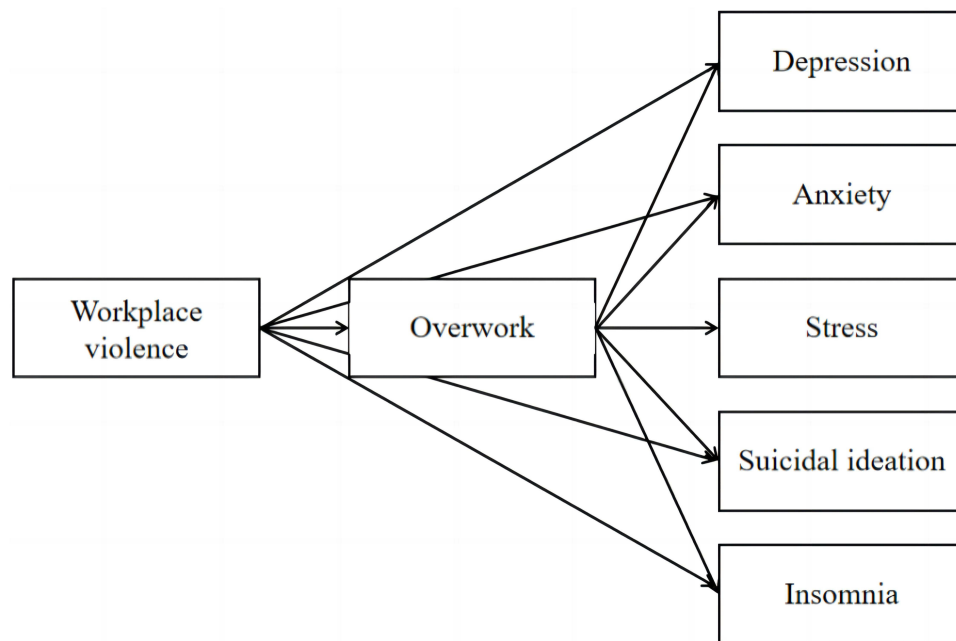 Depression
Anxiety
Workplace
violence
Overwork
Stress
Suicidal ideation
Insomnia